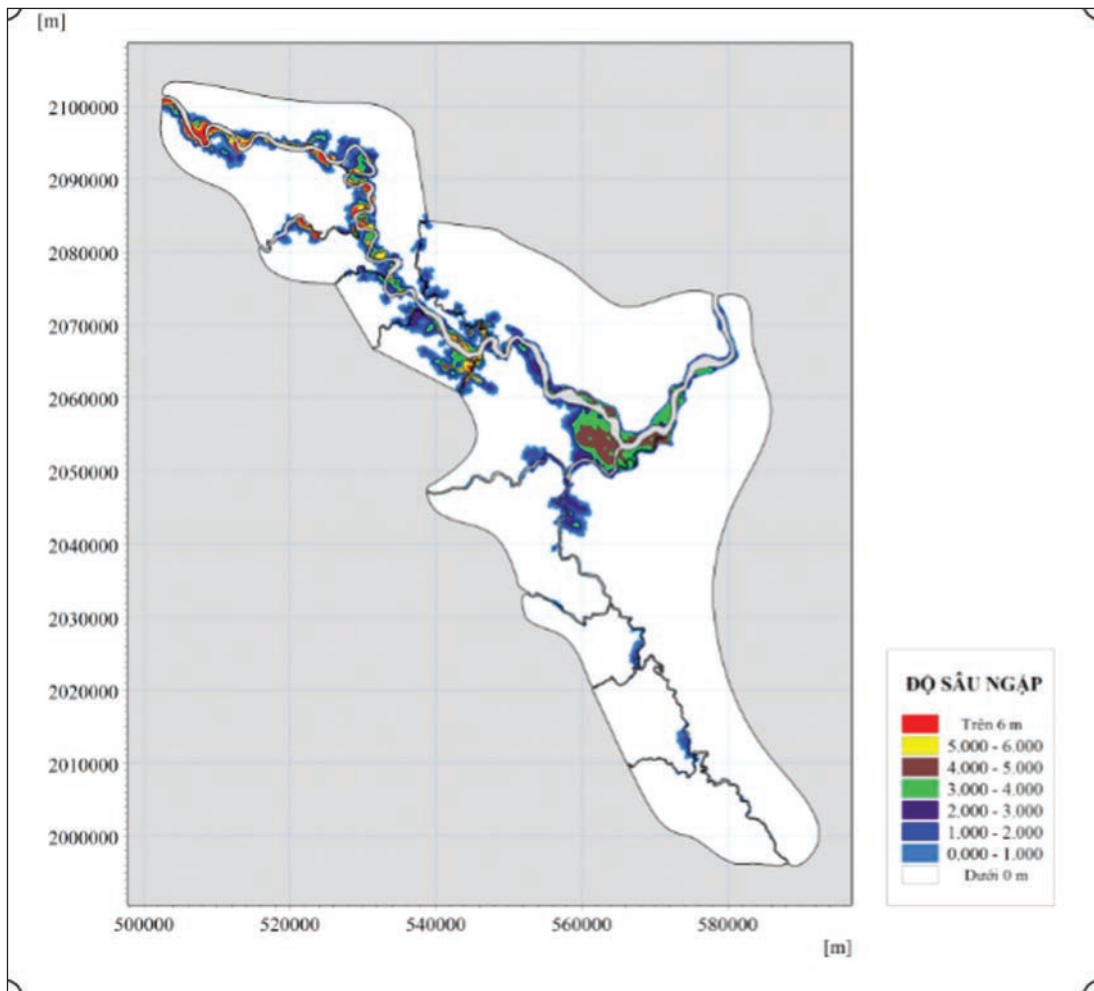 [m]
2100000
2090000
2080000
2070000
2060000
2050000
2040000
2030000
2020000
2010000
2000000
500000
520000
540000
560000
580000
[m]
ĐỘ SÂU NGẬP
Trên 6 m
5.000 - 6.000
4.000 - 5.000
3.000 - 4.000
2.000 - 3.000
1.000 - 2.000
0.000 - 1.000
Dưới 0 m